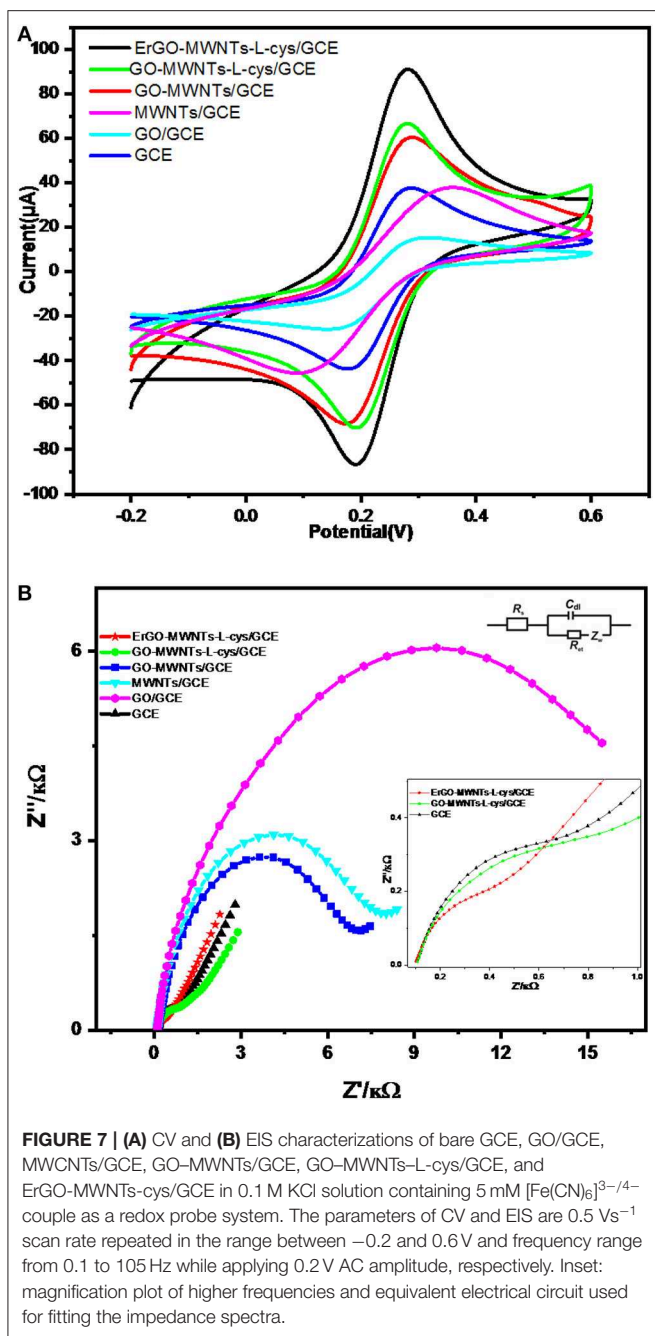 A
ErGO-MWNTs-L-cys/GCE
GO-MWNTs-L-cys/GCE
GO-MWNTs/GCE
MWNTs/GCE
GO/GCE
GCE
100
80
60
40
20
0
-20
-40
-60
-80
-100
Current(μA)
-0.2
0.0
0.2
0.4
0.6
Potential(V)
B
ErGO-MWNTs-L-cys/GCE
GO-MWNTs-L-cys/GCE
GO-MWNTs/GCE
MWNTs/GCE
GO/GCE
GCE
Rs
Cdl
Ret
Zw
6
3
0
Z''/κΩ
0
3
6
9
12
15
Z'/κΩ
ErGO-MWNTs-L-cys/GCE
GO-MWNTs-L-cys/GCE
GCE
0.4
0.2
0.0
Z''/κΩ
0.2
0.4
0.6
0.8
1.0
Z'/κΩ
FIGURE 7 | (A) CV and (B) EIS characterizations of bare GCE, GO/GCE,
MWCNTs/GCE, GO–MWNTs/GCE, GO–MWNTs–L-cys/GCE, and
ErGO-MWNTs-cys/GCE in 0.1 M KCl solution containing 5 mM [Fe(CN)₆]³⁻/⁴⁻
couple as a redox probe system. The parameters of CV and EIS are 0.5 Vs⁻¹
scan rate repeated in the range between −0.2 and 0.6 V and frequency range
from 0.1 to 105 Hz while applying 0.2 V AC amplitude, respectively. Inset:
magnification plot of higher frequencies and equivalent electrical circuit used
for fitting the impedance spectra.